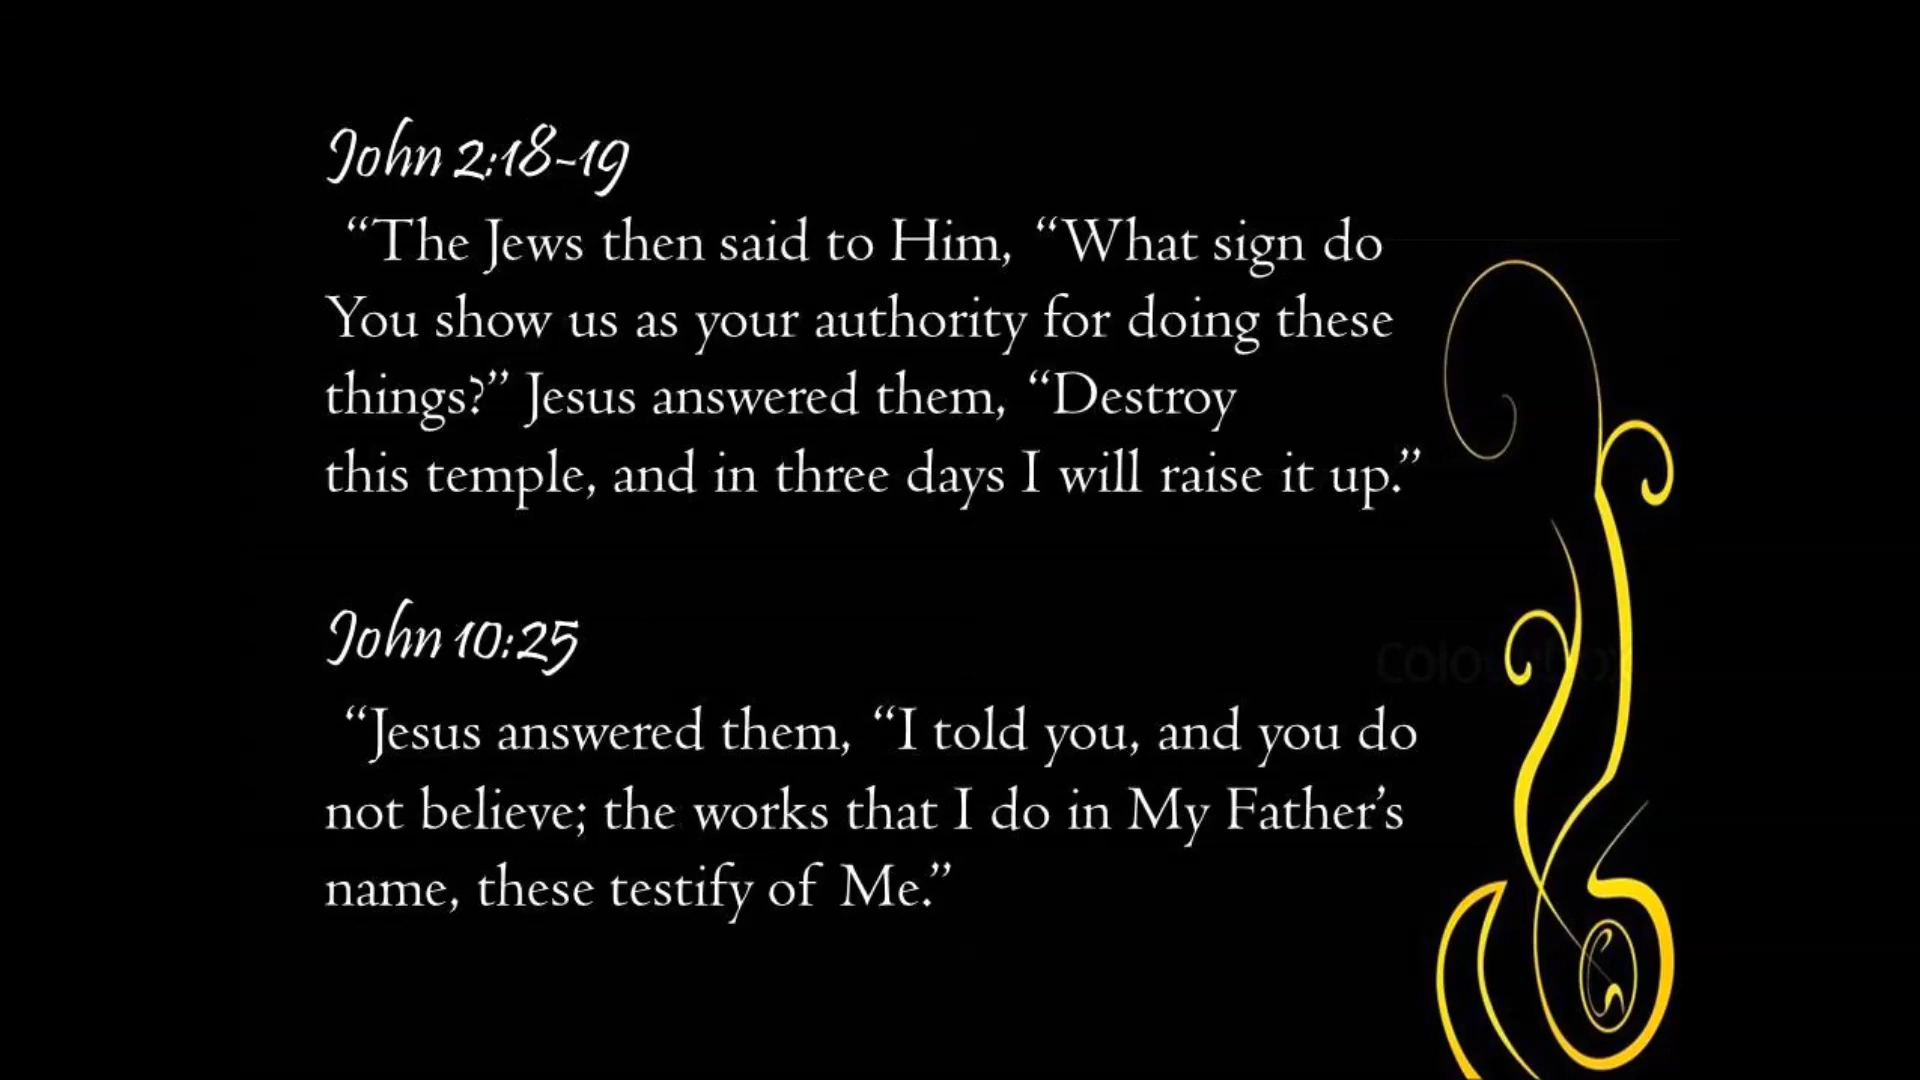 John 2:18-19
“The Jews then said to Him, “What sign do
You show us as your authority for doing these
things?” Jesus answered them, “Destroy
this temple, and in three days I will raise it up.”
John 10:25
“Jesus answered them, “I told you, and you do
not believe; the works that I do in My Father’s
name, these testify of Me.”